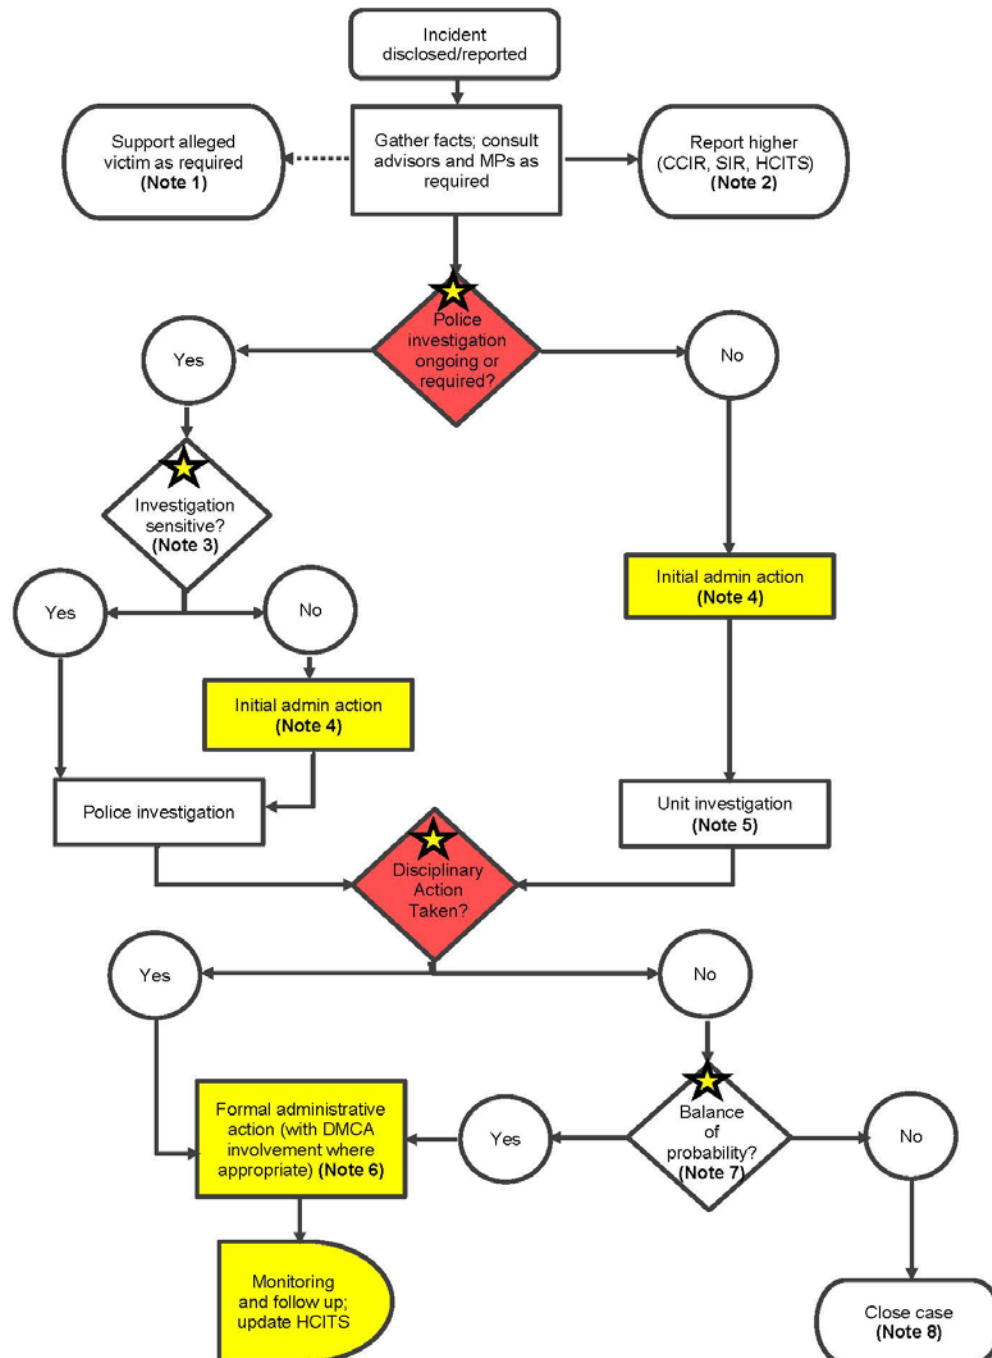 Incident
disclosed/reported
Support alleged
victim as required
(Note 1)
Gather facts; consult
advisors and MPs as
required
Report higher
(CCIR, SIR, HCITS)
(Note 2)
Police
investigation
ongoing or
required?
Yes
No
Investigation
sensitive?
(Note 3)
Yes
No
Initial admin action
(Note 4)
Initial admin action
(Note 4)
Police investigation
Unit investigation
(Note 5)
Disciplinary
Action
Taken?
Yes
No
Formal administrative
action (with DMCA
involvement where
appropriate) (Note 6)
Yes
Balance
of
probability?
(Note 7)
No
Monitoring
and follow up;
update HCITS
Close case
(Note 8)